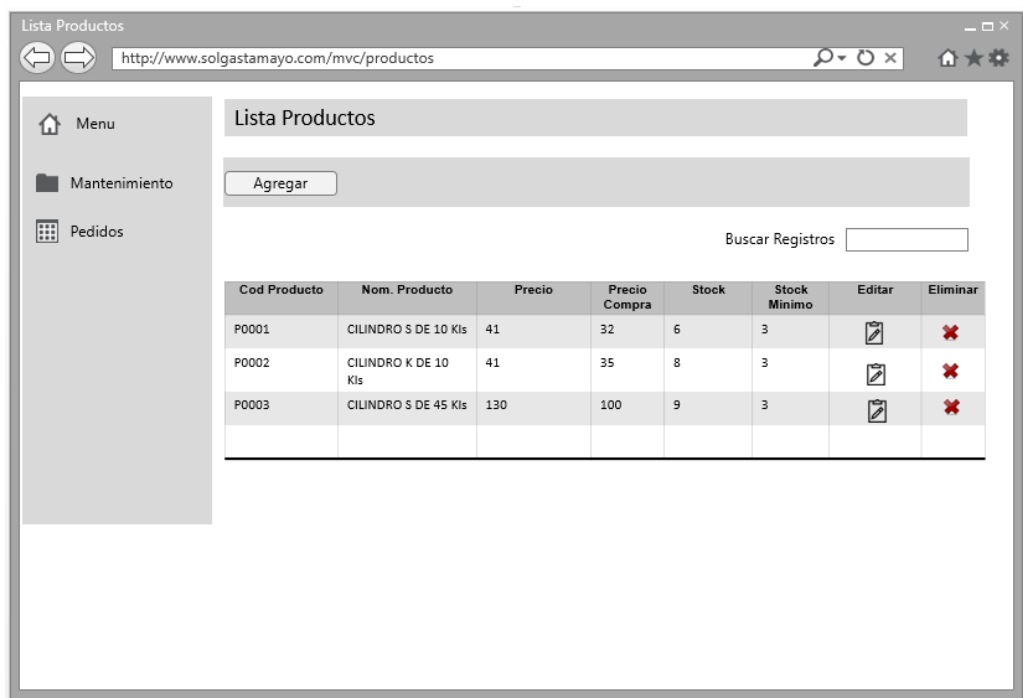 Lista Productos
http://www.solgastamayo.com/mvc/productos
Menu
Mantenimiento
Pedidos
Lista Productos
Agregar
Buscar Registros
Cod Producto Nom. Producto Precio Precio Compra Stock Stock Minimo Editar Eliminar
P0001 CILINDRO S DE 10 Kls 41 32 6 3
P0002 CILINDRO K DE 10 Kls 41 35 8 3
P0003 CILINDRO S DE 45 Kls 130 100 9 3